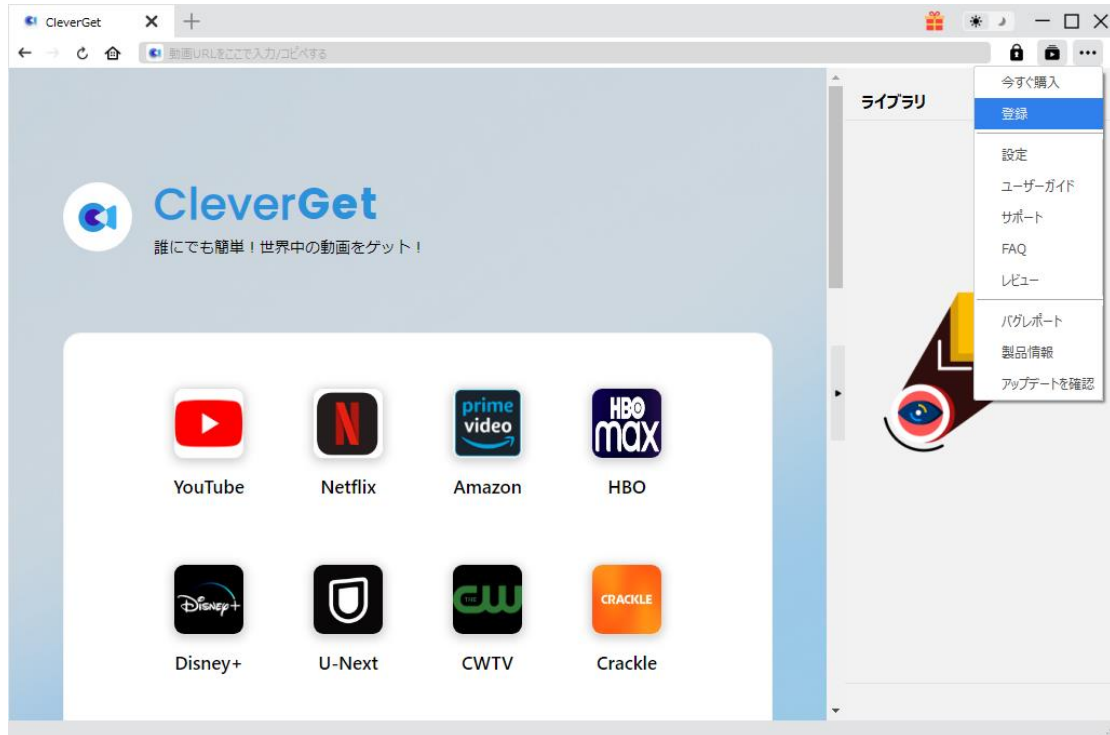 CleverGet
動画URLをここで入力/コピペする
今すぐ購入
登録
設定
ユーザーガイド
サポート
FAQ
レビュー
バグレポート
製品情報
アップデートを確認
ライブラリ
CleverGet
誰にでも簡単！世界中の動画をゲット！
prime
video
HBO
max
YouTube
Netflix
Amazon
HBO
Disney+
THE CW
CRACKLE
Disney+
U-Next
CWTV
Crackle